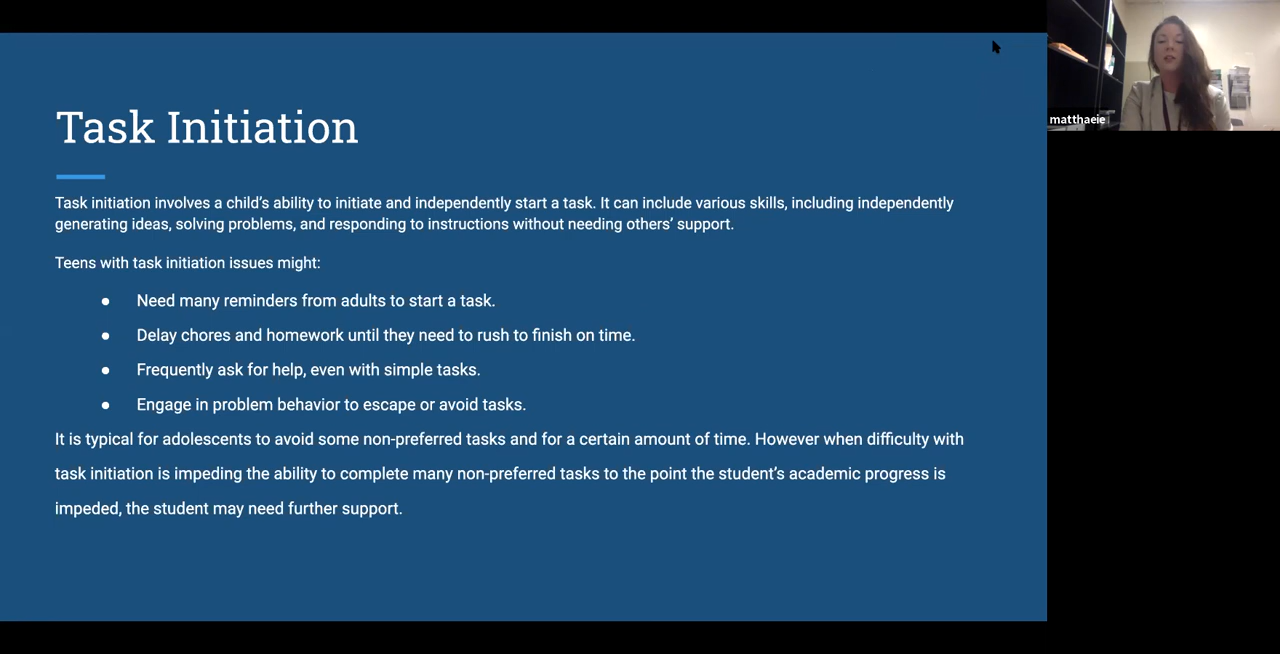 Task Initiation
matthaeie
Task initiation involves a child’s ability to initiate and independently start a task. It can include various skills, including independently
generating ideas, solving problems, and responding to instructions without needing others’ support.
Teens with task initiation issues might:
● Need many reminders from adults to start a task.
● Delay chores and homework until they need to rush to finish on time.
● Frequently ask for help, even with simple tasks.
● Engage in problem behavior to escape or avoid tasks.
It is typical for adolescents to avoid some non-preferred tasks and for a certain amount of time. However when difficulty with
task initiation is impeding the ability to complete many non-preferred tasks to the point the student’s academic progress is
impeded, the student may need further support.